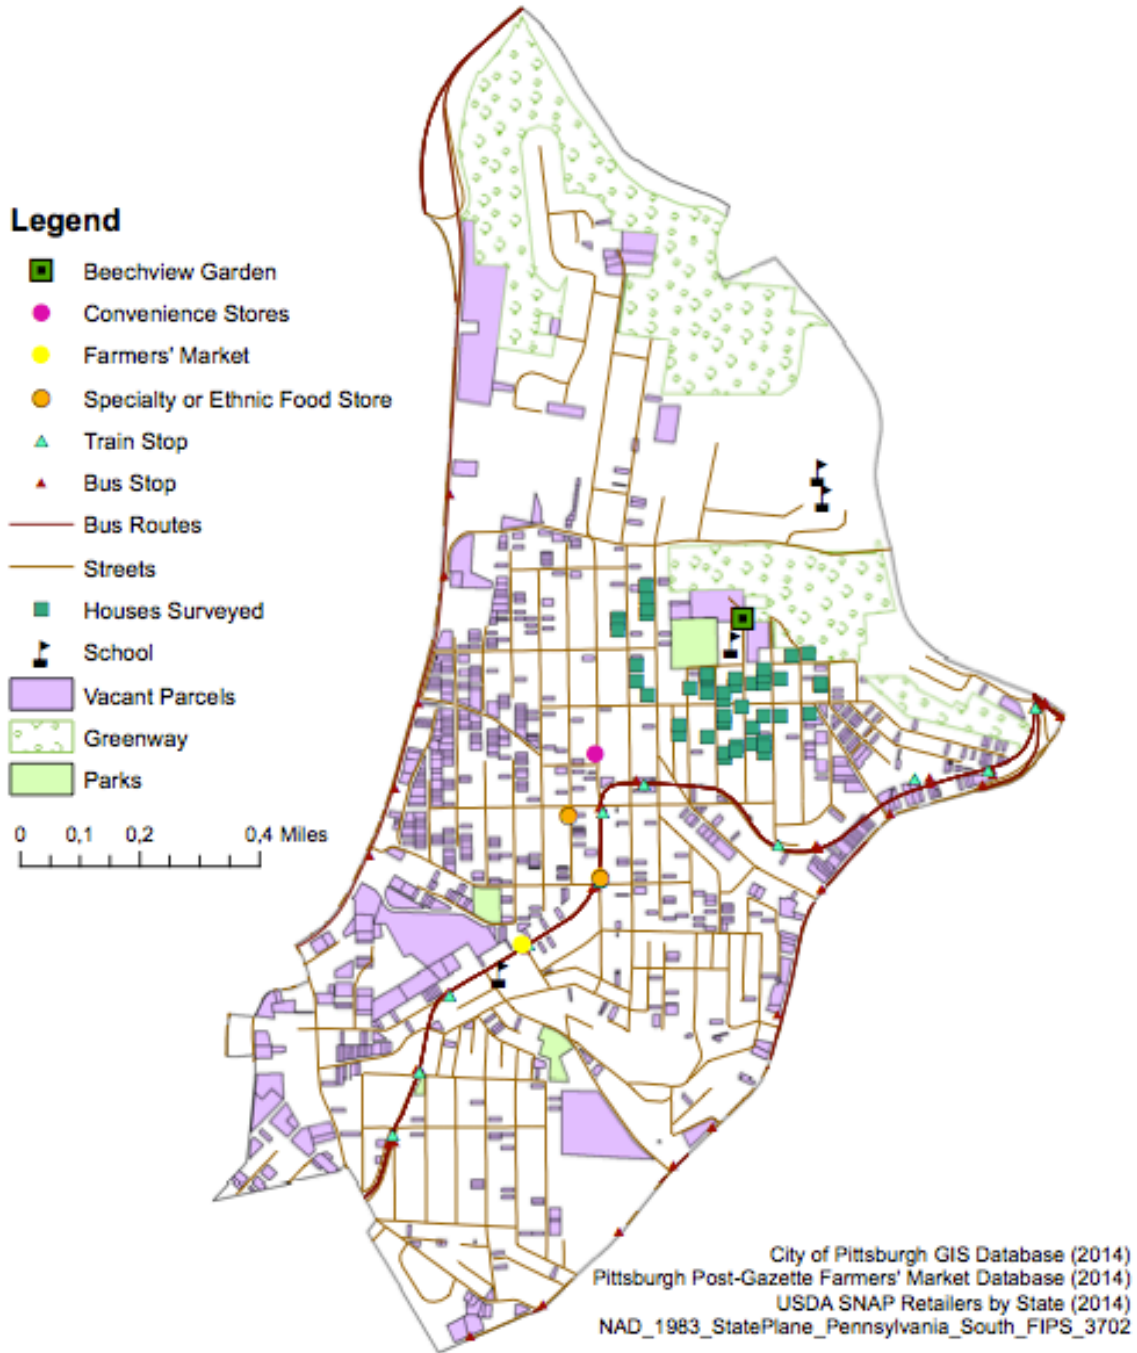 Legend
Beechview Garden
Convenience Stores
Farmers' Market
Specialty or Ethnic Food Store
Train Stop
Bus Stop
Bus Routes
Streets
Houses Surveyed
School
Vacant Parcels
Greenway
Parks
0 0,1 0,2 0,4 Miles
City of Pittsburgh GIS Database (2014)
Pittsburgh Post-Gazette Farmers' Market Database (2014)
USDA SNAP Retailers by State (2014)
NAD_1983_StatePlane_Pennsylvania_South_FIPS_3702